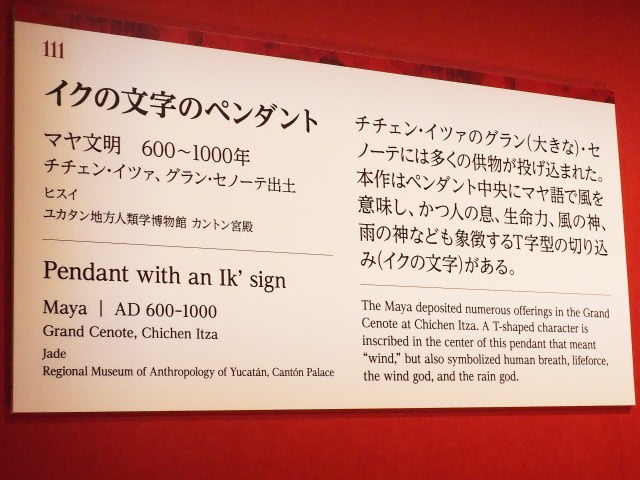 111
イクの文字のペンダント
マヤ文明　600～1000年
チチェン・イツァ、グラン・セノーテ出土
ヒスイ
ユカタン地方人類学博物館 カントン宮殿
Pendant with an Ik’ sign
Maya | AD 600-1000
Grand Cenote, Chichen Itza
Jade
Regional Museum of Anthropology of Yucatán, Cantón Palace
チチェン・イツァのグラン(大きな)・セ
ノーテには多くの供物が投げ込まれた。
本作はペンダント中央にマヤ語で風を
意味し、かつ人の息、生命力、風の神、
雨の神なども象徴するT字型の切り込
み(イクの文字)がある。
The Maya deposited numerous offerings in the Grand
Cenote at Chichen Itza. A T-shaped character is
inscribed in the center of this pendant that meant
“wind,” but also symbolized human breath, lifeforce,
the wind god, and the rain god.